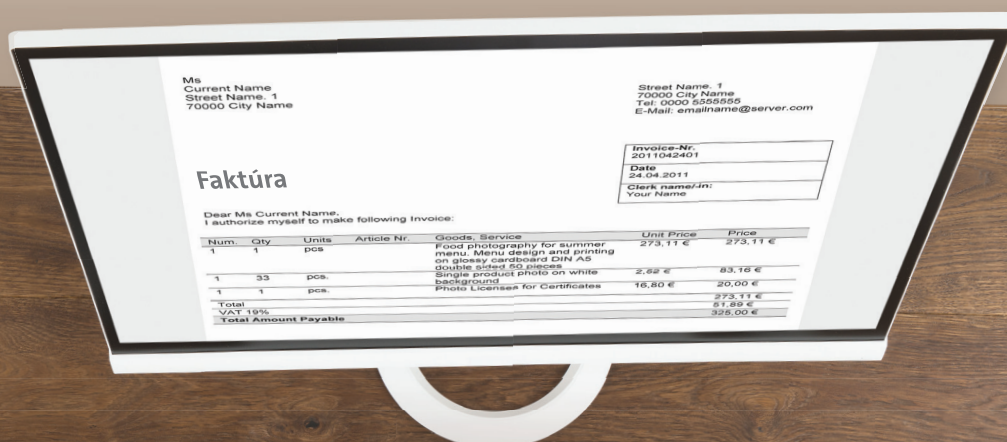 Ms
Current Name
Street Name. 1
70000 City Name
Street Name. 1
70000 City Name
Tel: 0000 5555555
E-Mail: emailname@server.com
Invoice-Nr.
2011042401
Date
24.04.2011
Clerk name/-in:
Your Name
Faktúra
Dear Ms Current Name,
I authorize myself to make following Invoice:
Num. Qty Units Article Nr. Goods, Service Unit Price Price
1 1 pcs Food photography for summer 273,11 € 273,11 €
menu. Menu design and printing
on glossy cardboard DIN A5
double sided 50 pieces
1 33 pcs. Single product photo on white 2,52 € 83,16 €
background
1 1 pcs. Photo Licenses for Certificates 16,80 € 20,00 €
Total 273,11 €
VAT 19% 51,89 €
Total Amount Payable 325,00 €